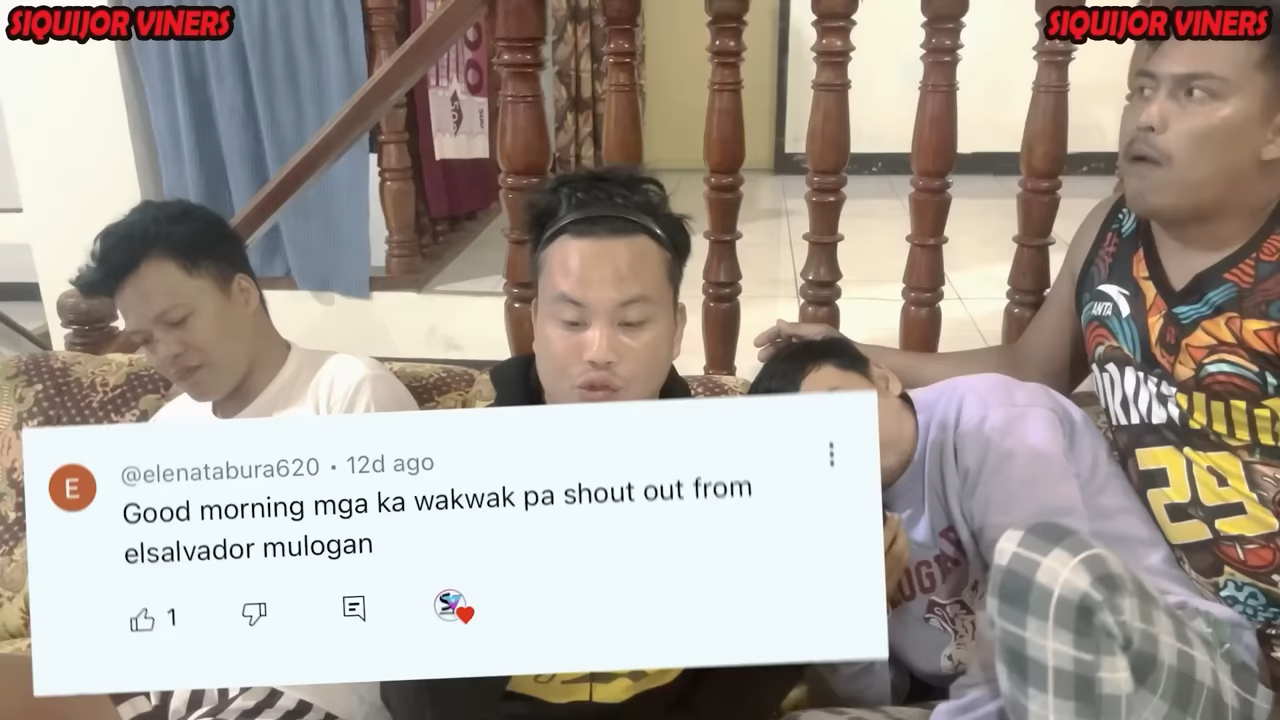 SIQUIJOR VINERS
SIQUIJOR VINERS
@elenatabura620 • 12d ago
Good morning mga ka wakwak pa shout out from
elsalvador mulogan
1
E
ANTA
29